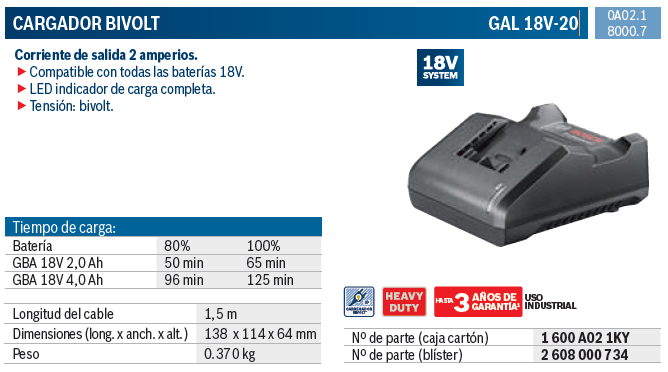 CARGADOR BIVOLT GAL 18V-20 0A02.1
8000.7
Corriente de salida 2 amperios.
Compatible con todas las baterías 18V.
LED indicador de carga completa.
Tensión: bivolt.
18V
SYSTEM
BOSCH
Tiempo de carga:
Batería 80% 100%
GBA 18V 2,0 Ah 50 min 65 min
GBA 18V 4,0 Ah 96 min 125 min
Longitud del cable 1,5 m
Dimensiones (long. x anch. x alt.) 138 x 114 x 64 mm
Peso 0.370 kg
CARGADOR
BIVOLT
HEAVY
DUTY
HASTA 3 AÑOS DE
GARANTÍA¹
USO
INDUSTRIAL
Nº de parte (caja cartón) 1 600 A02 1KY
Nº de parte (blíster) 2 608 000 734